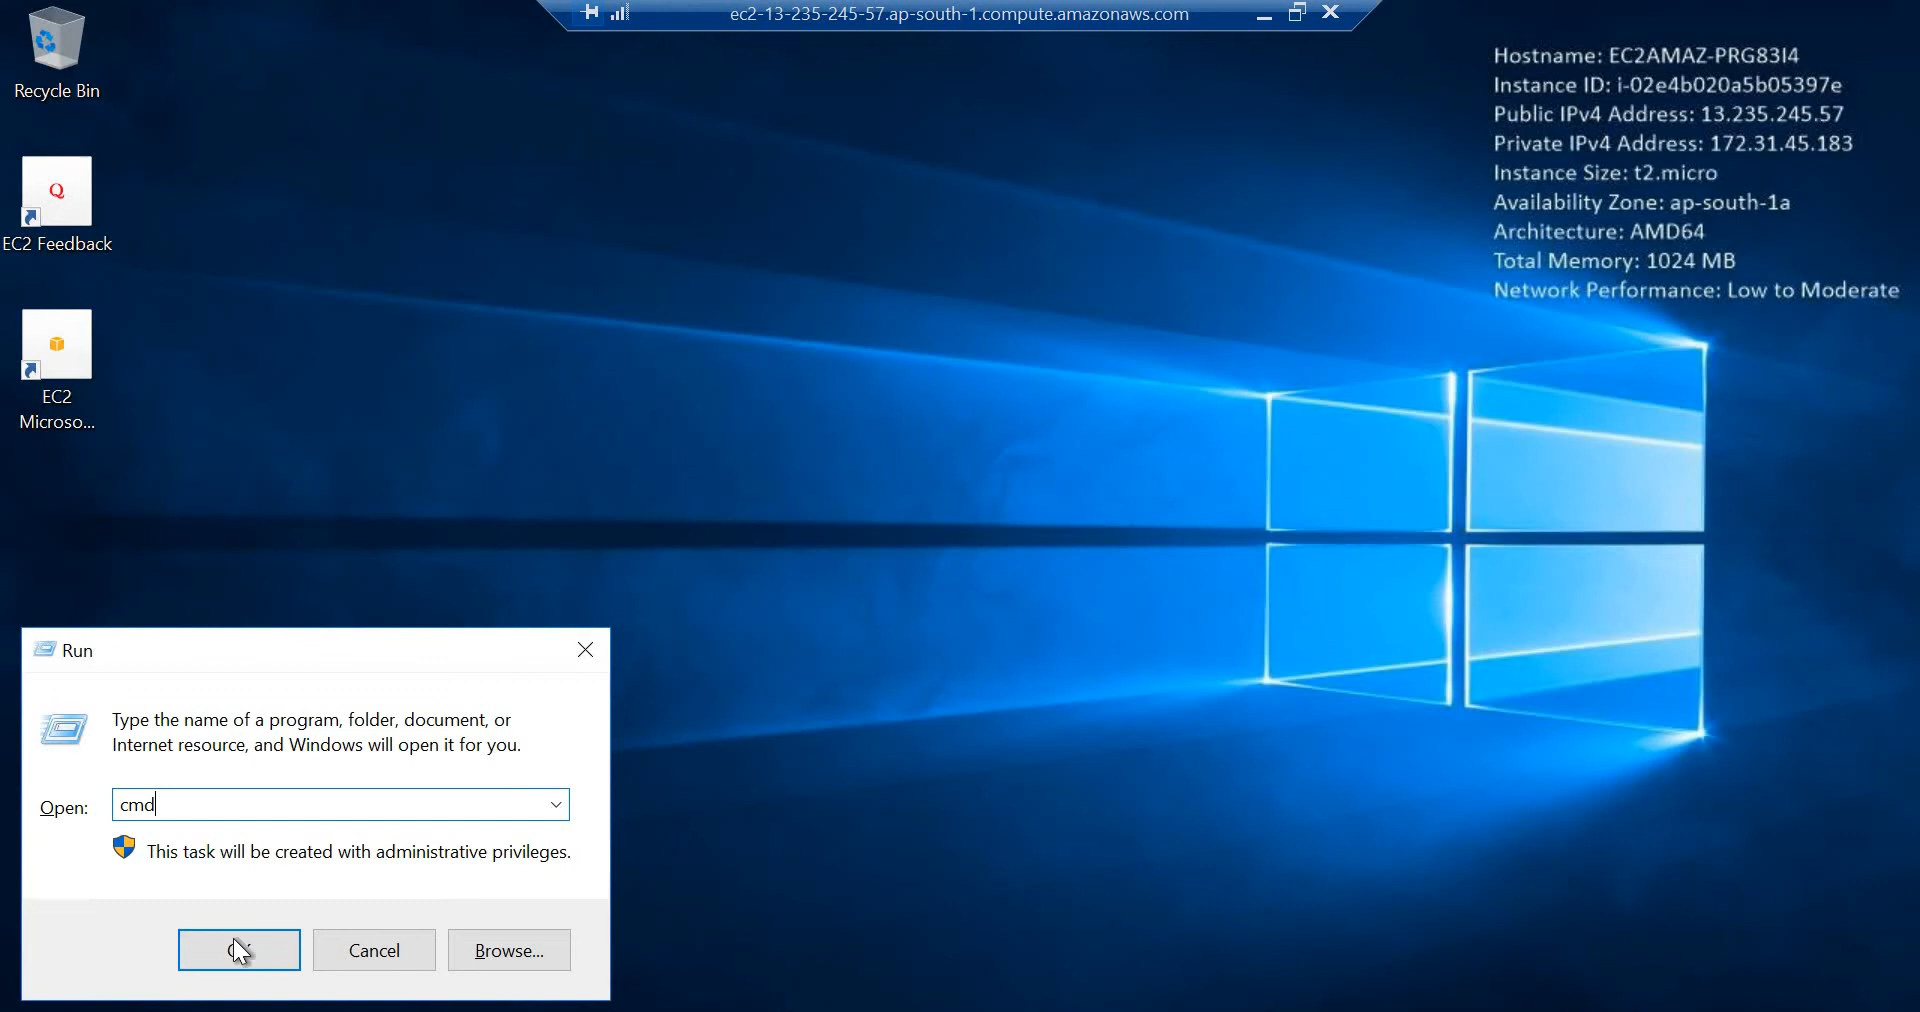 ec2-13-235-245-57.ap-south-1.compute.amazonaws.com
Recycle Bin
Q
EC2 Feedback
EC2
Microso...
Hostname: EC2AMAZ-PRG83I4
Instance ID: i-02e4b020a5b05397e
Public IPv4 Address: 13.235.245.57
Private IPv4 Address: 172.31.45.183
Instance Size: t2.micro
Availability Zone: ap-south-1a
Architecture: AMD64
Total Memory: 1024 MB
Network Performance: Low to Moderate
Run
Type the name of a program, folder, document, or
Internet resource, and Windows will open it for you.
Open:
cmd
This task will be created with administrative privileges.
Cancel
Browse...